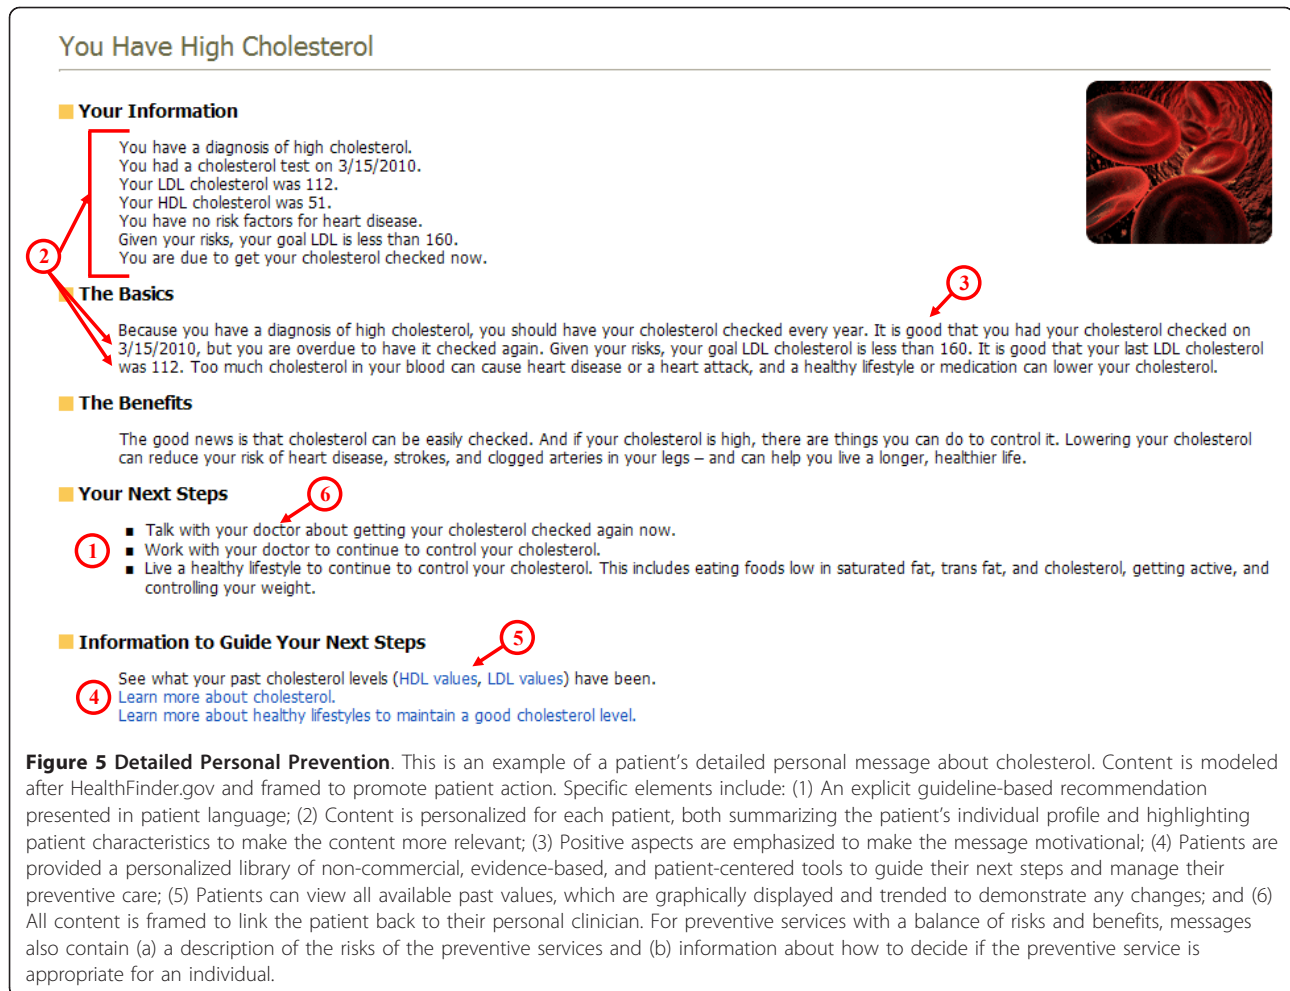 You Have High Cholesterol
Your Information
You have a diagnosis of high cholesterol.
You had a cholesterol test on 3/15/2010.
Your LDL cholesterol was 112.
Your HDL cholesterol was 51.
You have no risk factors for heart disease.
Given your risks, your goal LDL is less than 160.
You are due to get your cholesterol checked now.
2
The Basics
3
Because you have a diagnosis of high cholesterol, you should have your cholesterol checked every year. It is good that you had your cholesterol checked on
3/15/2010, but you are overdue to have it checked again. Given your risks, your goal LDL cholesterol is less than 160. It is good that your last LDL cholesterol
was 112. Too much cholesterol in your blood can cause heart disease or a heart attack, and a healthy lifestyle or medication can lower your cholesterol.
The Benefits
The good news is that cholesterol can be easily checked. And if your cholesterol is high, there are things you can do to control it. Lowering your cholesterol
can reduce your risk of heart disease, strokes, and clogged arteries in your legs – and can help you live a longer, healthier life.
Your Next Steps
6
1
■ Talk with your doctor about getting your cholesterol checked again now.
■ Work with your doctor to continue to control your cholesterol.
■ Live a healthy lifestyle to continue to control your cholesterol. This includes eating foods low in saturated fat, trans fat, and cholesterol, getting active, and
controlling your weight.
Information to Guide Your Next Steps
5
4
See what your past cholesterol levels (HDL values, LDL values) have been.
Learn more about cholesterol.
Learn more about healthy lifestyles to maintain a good cholesterol level.
Figure 5 Detailed Personal Prevention. This is an example of a patient's detailed personal message about cholesterol. Content is modeled
after HealthFinder.gov and framed to promote patient action. Specific elements include: (1) An explicit guideline-based recommendation
presented in patient language; (2) Content is personalized for each patient, both summarizing the patient's individual profile and highlighting
patient characteristics to make the content more relevant; (3) Positive aspects are emphasized to make the message motivational; (4) Patients are
provided a personalized library of non-commercial, evidence-based, and patient-centered tools to guide their next steps and manage their
preventive care; (5) Patients can view all available past values, which are graphically displayed and trended to demonstrate any changes; and (6)
All content is framed to link the patient back to their personal clinician. For preventive services with a balance of risks and benefits, messages
also contain (a) a description of the risks of the preventive services and (b) information about how to decide if the preventive service is
appropriate for an individual.